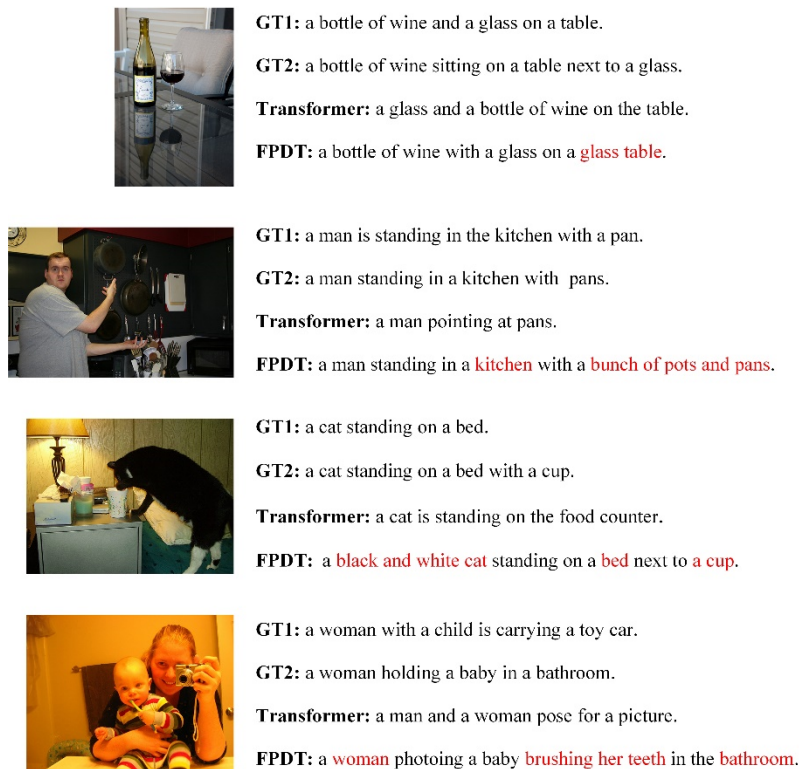 GT1: a bottle of wine and a glass on a table.
GT2: a bottle of wine sitting on a table next to a glass.
Transformer: a glass and a bottle of wine on the table.
FPDT: a bottle of wine with a glass on a glass table.
GT1: a man is standing in the kitchen with a pan.
GT2: a man standing in a kitchen with  pans.
Transformer: a man pointing at pans.
FPDT: a man standing in a kitchen with a bunch of pots and pans.
GT1: a cat standing on a bed.
GT2: a cat standing on a bed with a cup.
Transformer: a cat is standing on the food counter.
FPDT:  a black and white cat standing on a bed next to a cup.
GT1: a woman with a child is carrying a toy car.
GT2: a woman holding a baby in a bathroom.
Transformer: a man and a woman pose for a picture.
FPDT: a woman photoing a baby brushing her teeth in the bathroom.